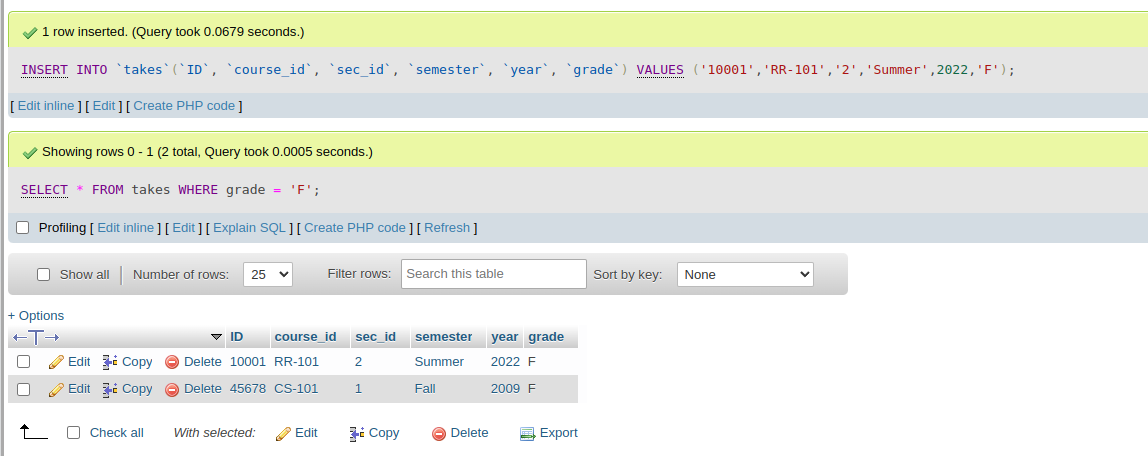 1 row inserted. (Query took 0.0679 seconds.)
INSERT INTO `takes`(`ID`, `course_id`, `sec_id`, `semester`, `year`, `grade`) VALUES ('10001','RR-101','2','Summer',2022,'F');
[ Edit inline ] [ Edit ] [ Create PHP code ]
Showing rows 0 - 1 (2 total, Query took 0.0005 seconds.)
SELECT * FROM takes WHERE grade = 'F';
Profiling [ Edit inline ] [ Edit ] [ Explain SQL ] [ Create PHP code ] [ Refresh ]
Show all | Number of rows: 25 Filter rows: Search this table Sort by key: None
+ Options
ID course_id sec_id semester year grade
Edit Copy Delete 10001 RR-101 2 Summer 2022 F
Edit Copy Delete 45678 CS-101 1 Fall 2009 F
Check all With selected: Edit Copy Delete Export